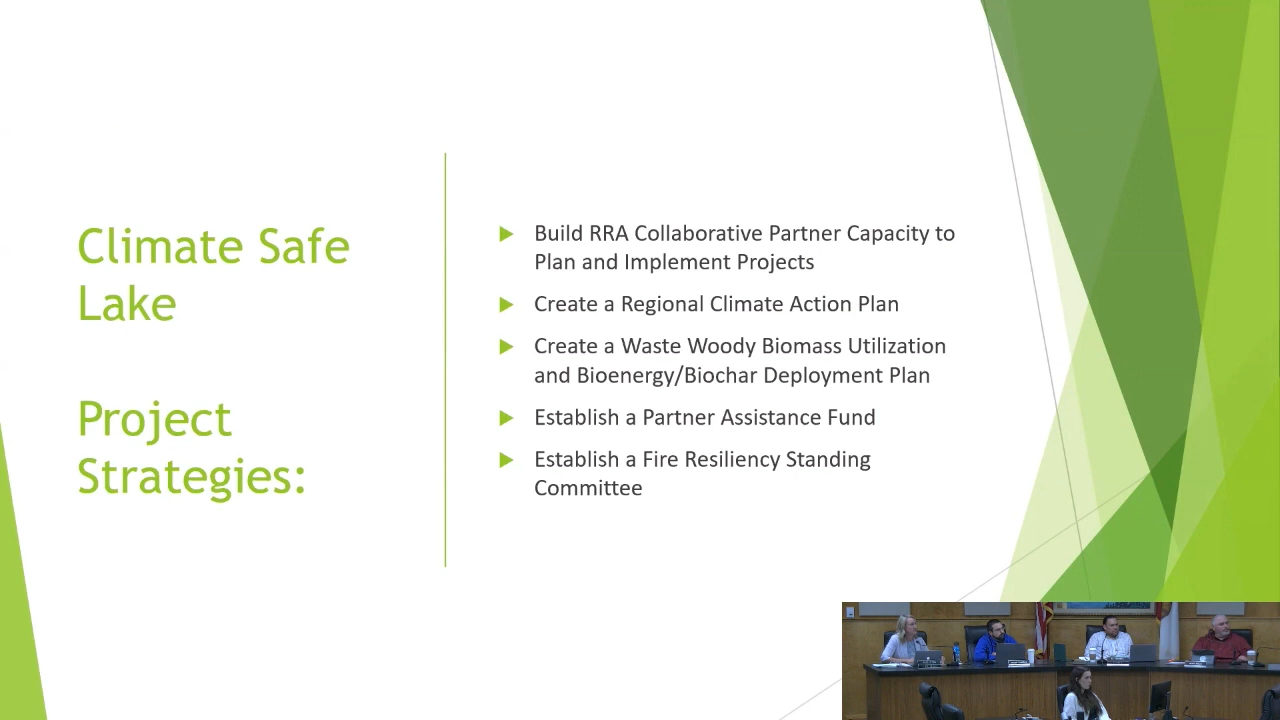 Climate Safe
Lake
Project
Strategies:
Build RRA Collaborative Partner Capacity to
Plan and Implement Projects
Create a Regional Climate Action Plan
Create a Waste Woody Biomass Utilization
and Bioenergy/Biochar Deployment Plan
Establish a Partner Assistance Fund
Establish a Fire Resiliency Standing
Committee